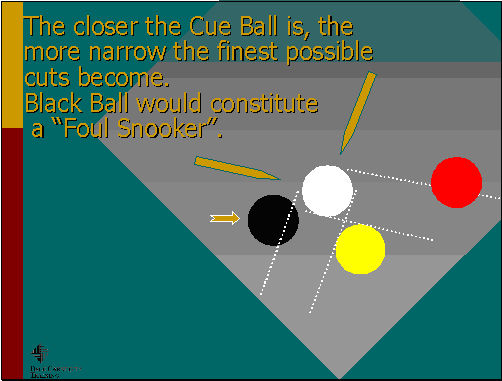 The closer the Cue Ball is, the
more narrow the finest possible
cuts become.
Black Ball would constitute
a “Foul Snooker”.